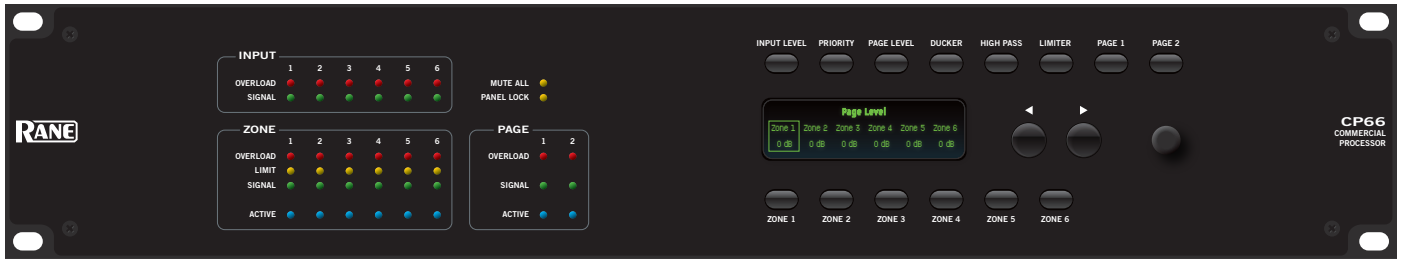 RANE
INPUT
1 2 3 4 5 6
OVERLOAD
SIGNAL
MUTE ALL
PANEL LOCK
ZONE
1 2 3 4 5 6
OVERLOAD
LIMIT
SIGNAL
ACTIVE
PAGE
1 2
OVERLOAD
SIGNAL
ACTIVE
INPUT LEVEL PRIORITY PAGE LEVEL DUCKER HIGH PASS LIMITER PAGE 1 PAGE 2
Page Level
Zone 1 Zone 2 Zone 3 Zone 4 Zone 5 Zone 6
0 dB 0 dB 0 dB 0 dB 0 dB 0 dB
ZONE 1 ZONE 2 ZONE 3 ZONE 4 ZONE 5 ZONE 6
CP66
COMMERCIAL
PROCESSOR